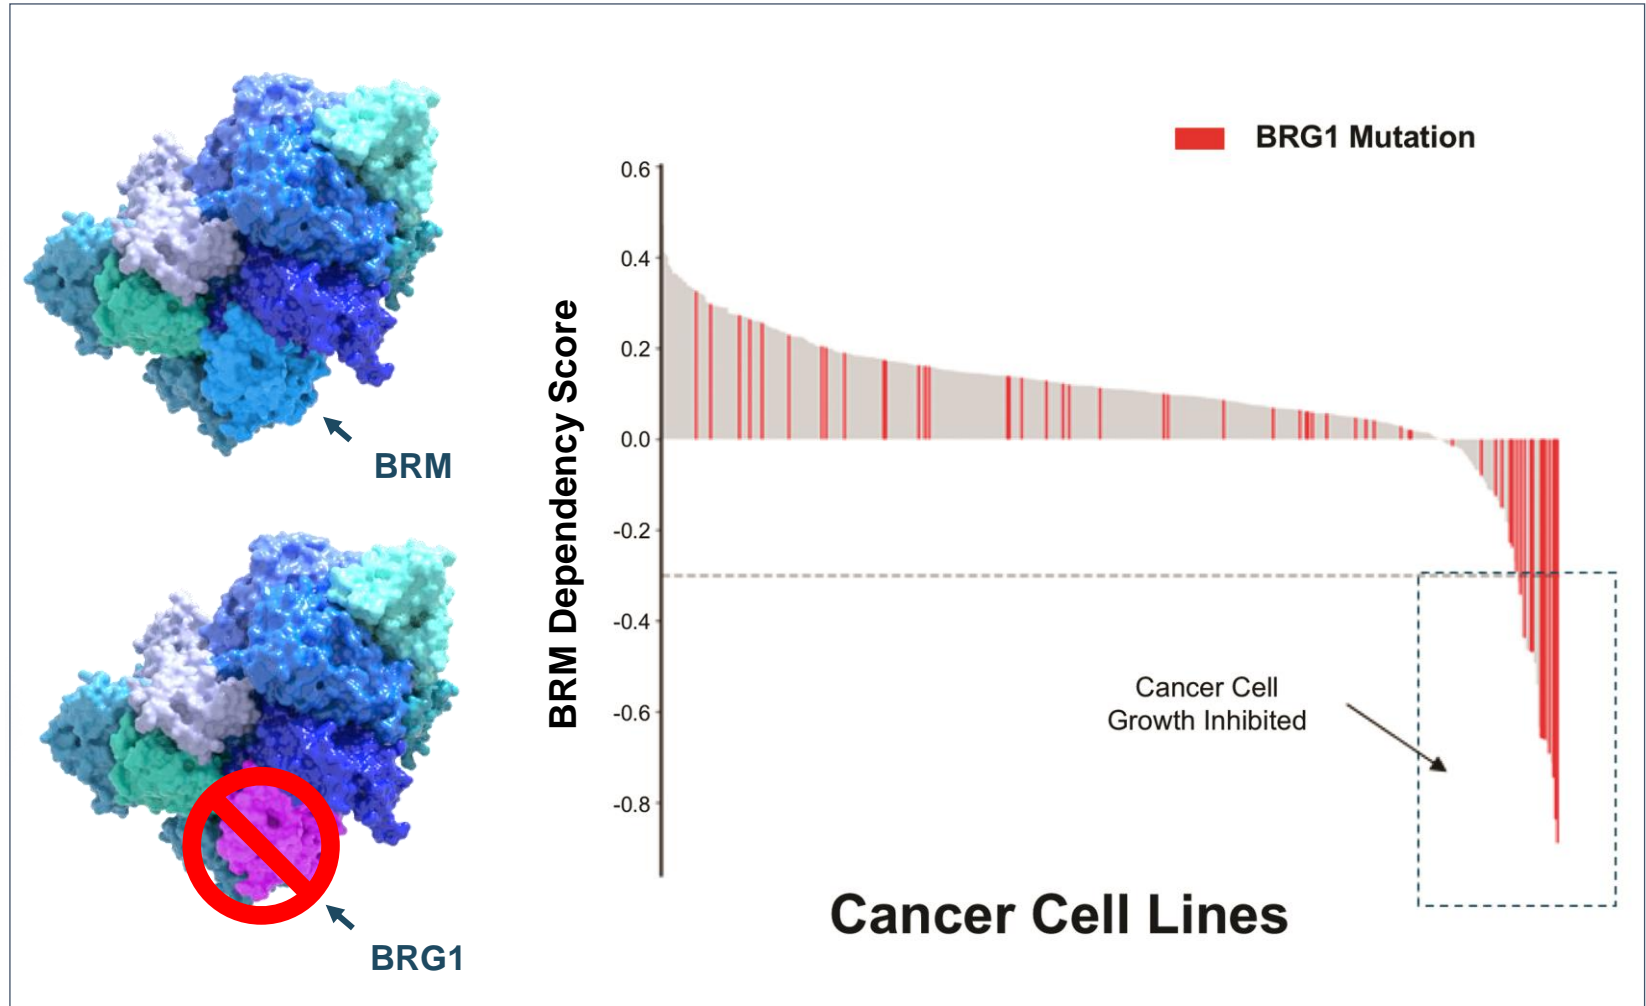 BRM
BRG1
BRG1 Mutation
BRM Dependency Score
0.6
0.4
0.2
0.0
-0.2
-0.4
-0.6
-0.8
Cancer Cell
Growth Inhibited
Cancer Cell Lines